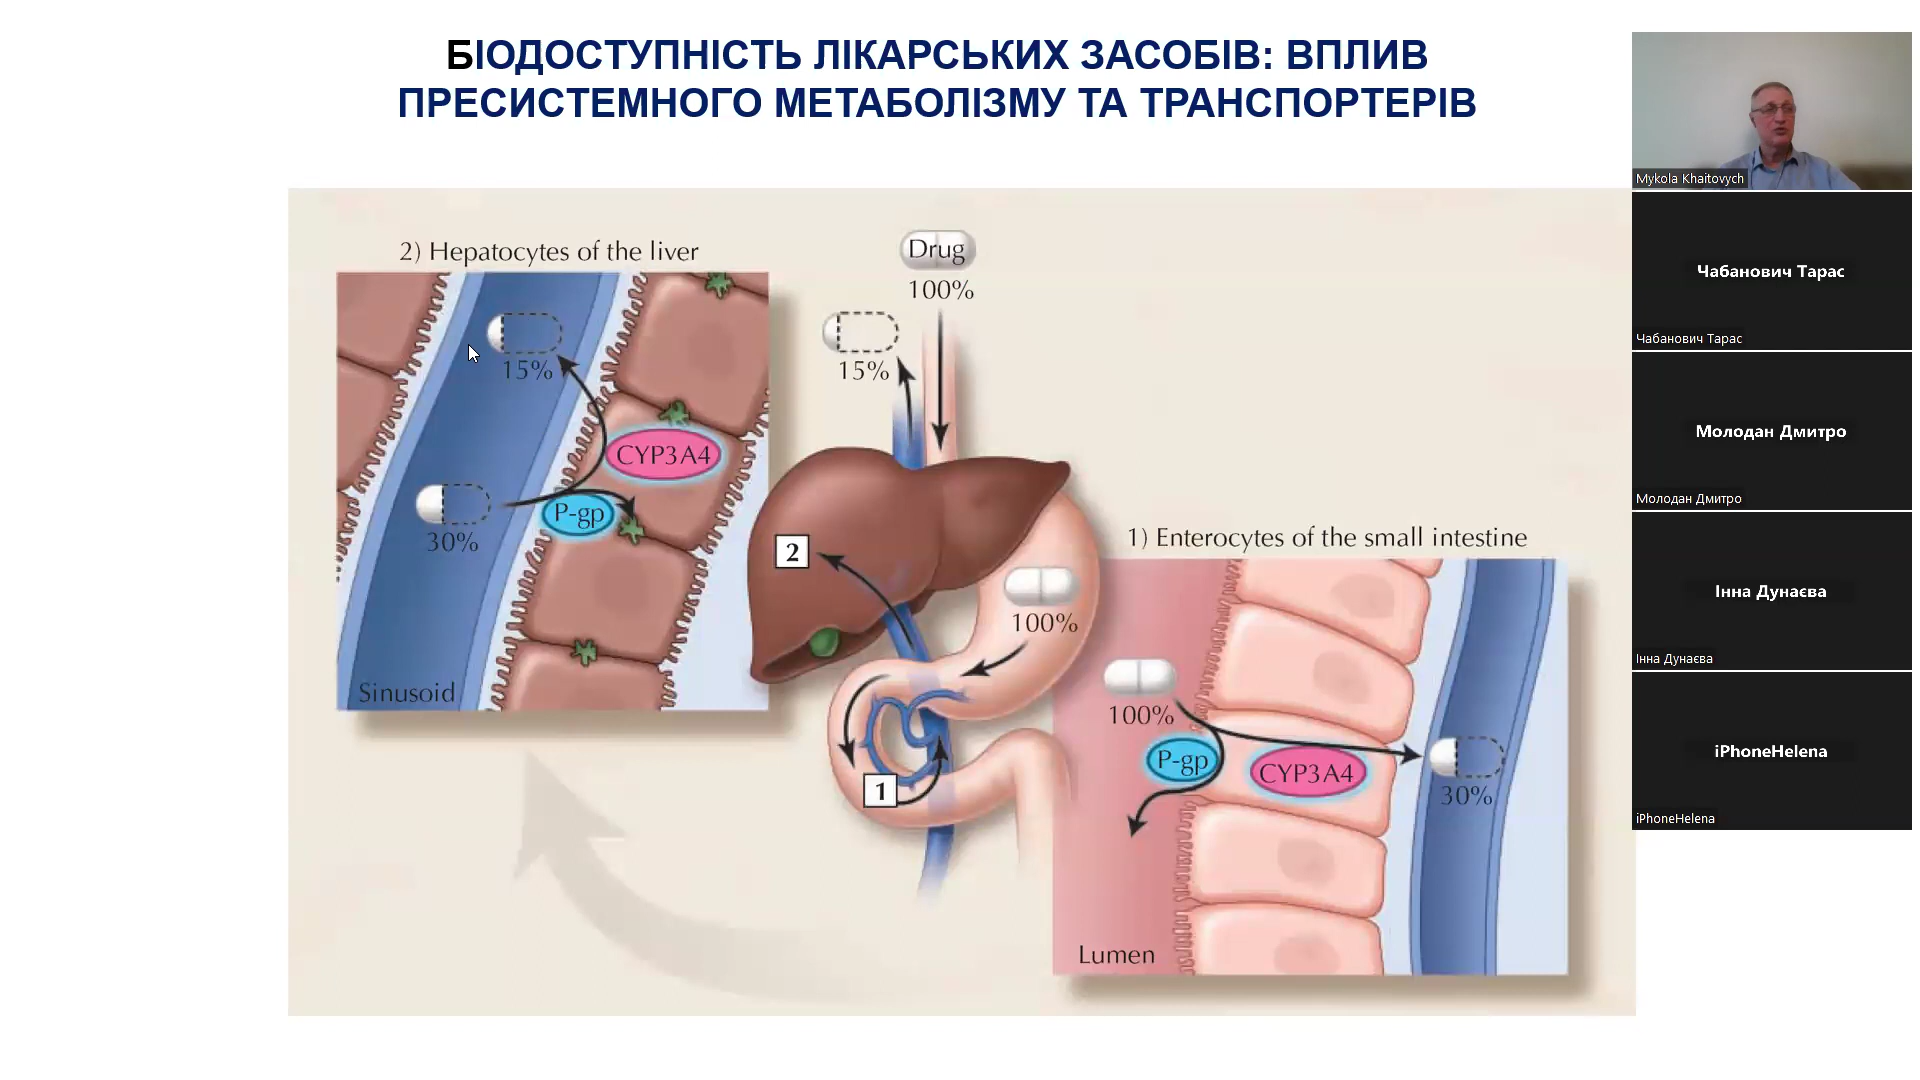 БІОДОСТУПНІСТЬ ЛІКАРСЬКИХ ЗАСОБІВ: ВПЛИВ
ПРЕСИСТЕМНОГО МЕТАБОЛІЗМУ ТА ТРАНСПОРТЕРІВ
2) Hepatocytes of the liver
15%
CYP3A4
P-gp
30%
Sinusoid
Drug
100%
15%
2
100%
1
1) Enterocytes of the small intestine
100%
P-gp
CYP3A4
30%
Lumen
Mykola Khaitovych
Чабанович Тарас
Чабанович Тарас
Молодан Дмитро
Молодан Дмитро
Інна Дунаєва
Інна Дунаєва
iPhoneHelena
iPhoneHelena